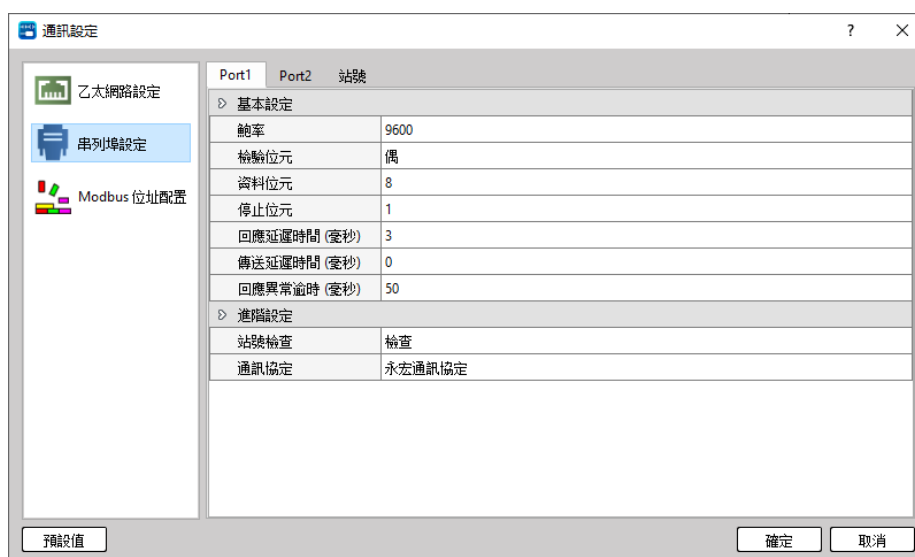 通訊設定
乙太網路設定
串列埠設定
Modbus 位址配置
Port1 Port2 站號
基本設定
鮑率 9600
檢驗位元 偶
資料位元 8
停止位元 1
回應延遲時間 (毫秒) 3
傳送延遲時間 (毫秒) 0
回應異常逾時 (毫秒) 50
進階設定
站號檢查 檢查
通訊協定 永宏通訊協定
預設值 確定 取消